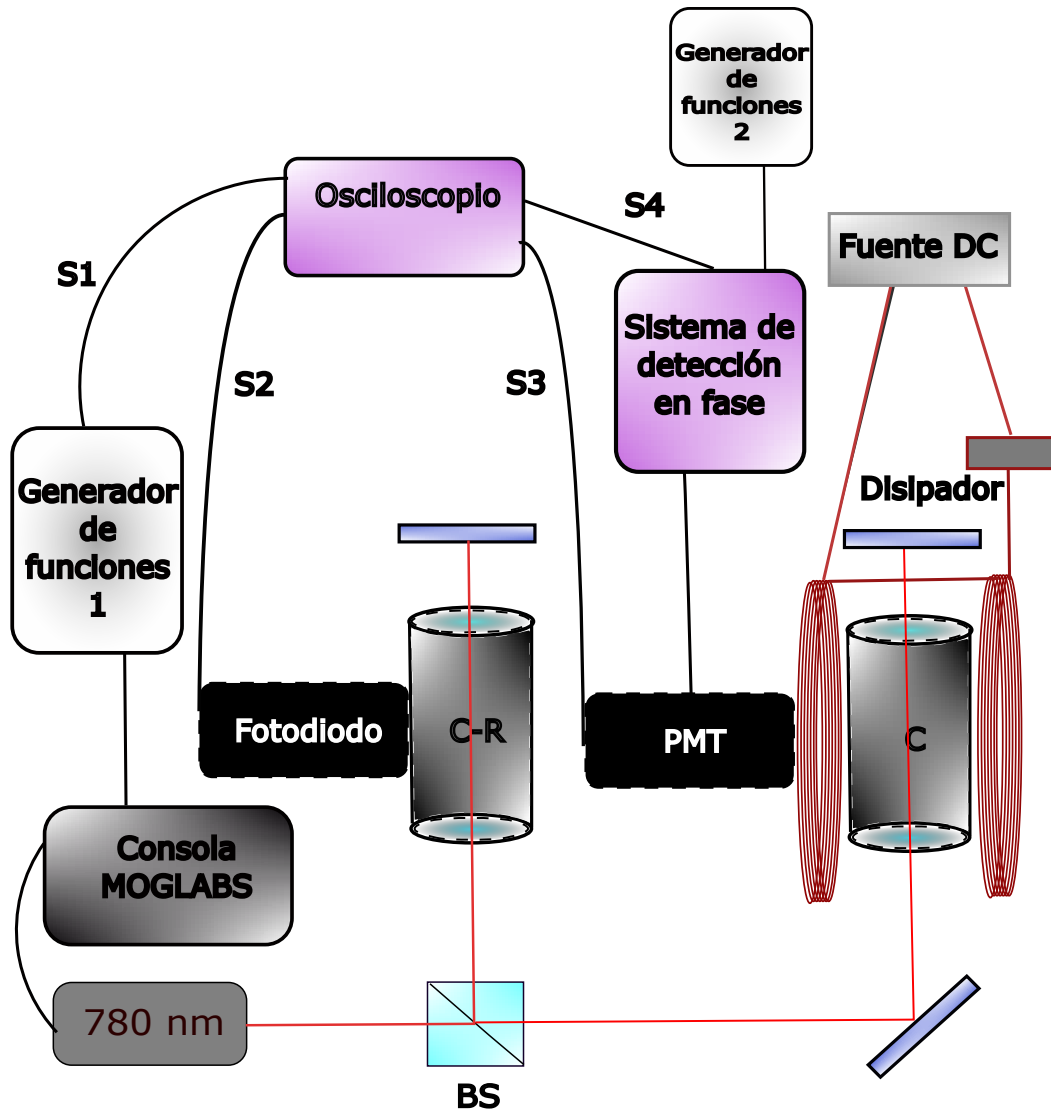 Generador
de
funciones
2
Osciloscopio
S4
Fuente DC
S1
Sistema de
detección
en fase
S2
S3
Generador
de
funciones
1
Disipador
Fotodiodo
C-R
PMT
C
Consola
MOGLABS
780 nm
BS